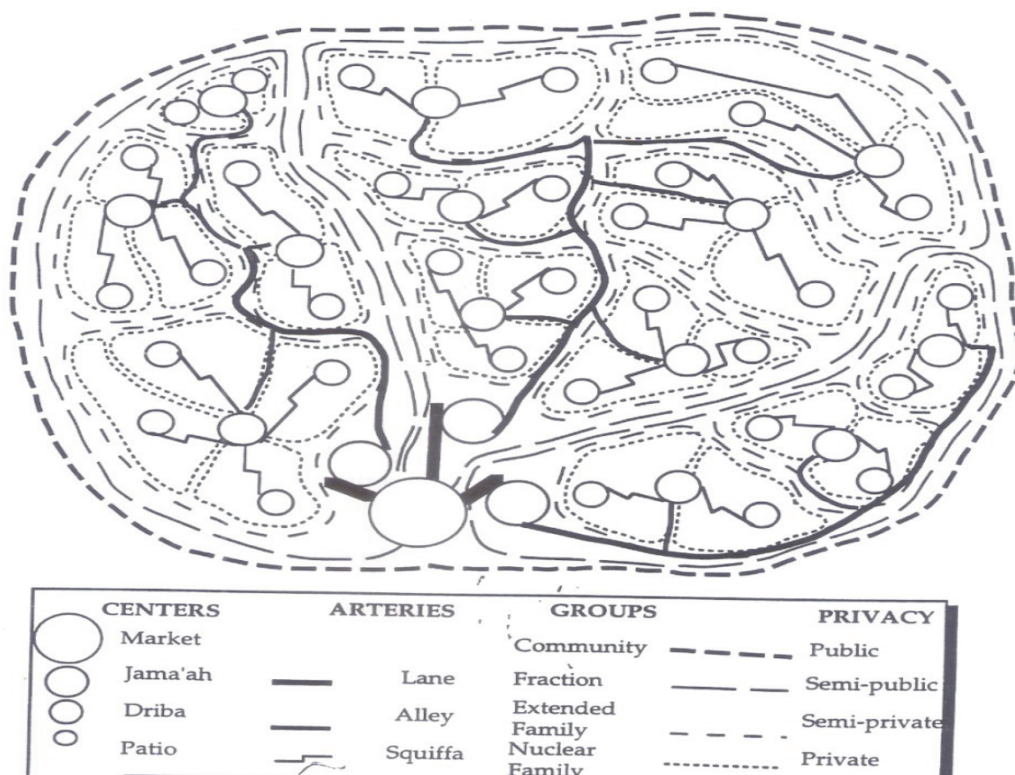 CENTERS ARTERIES GROUPS PRIVACY
Market Community Public
Jama'ah Lane Fraction Semi-public
Driba Alley Extended Family Semi-private
Patio Squiffa Nuclear Family Private